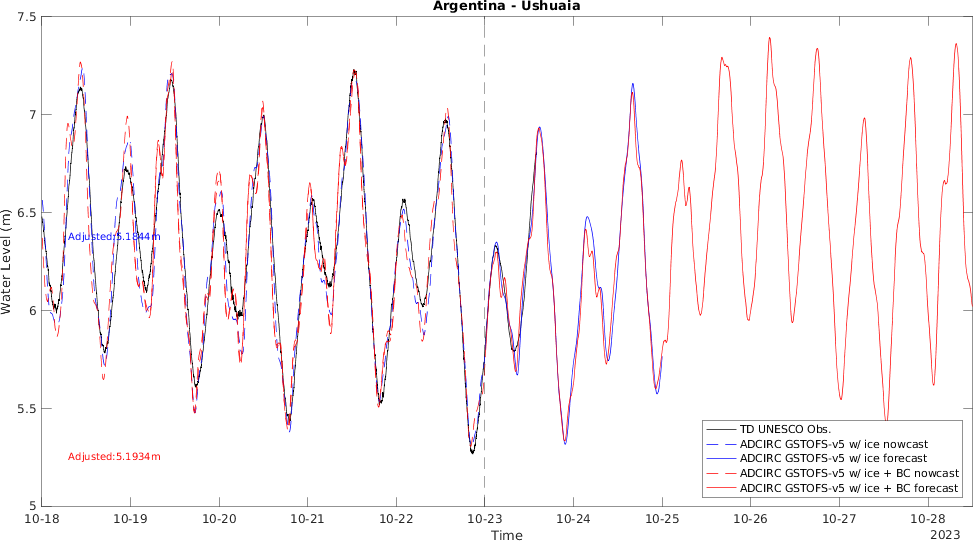 Argentina - Ushuaia
7.5
7
6.5
6
5.5
5
Water Level (m)
Adjusted:5.1844m
Adjusted:5.1934m
TD UNESCO Obs.
ADCIRC GSTOFS-v5 w/ ice nowcast
ADCIRC GSTOFS-v5 w/ ice forecast
ADCIRC GSTOFS-v5 w/ ice + BC nowcast
ADCIRC GSTOFS-v5 w/ ice + BC forecast
10-18 10-19 10-20 10-21 10-22 10-23 10-24 10-25 10-26 10-27 10-28
2023
Time